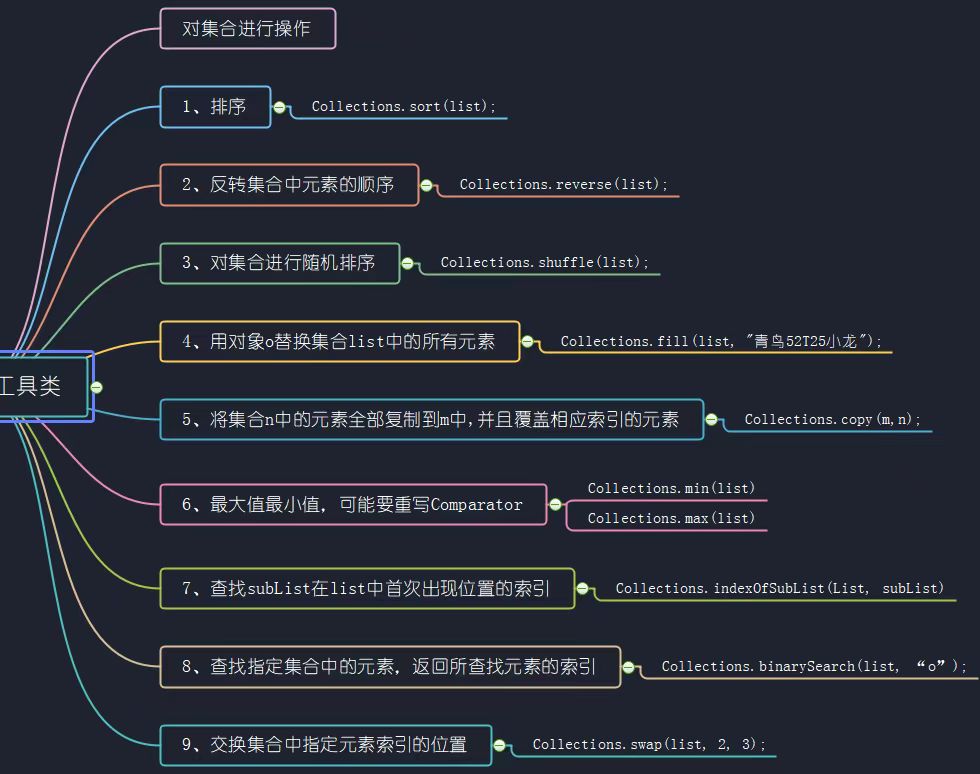 对集合进行操作
1、排序
Collections.sort(list);
2、反转集合中元素的顺序
Collections.reverse(list);
3、对集合进行随机排序
Collections.shuffle(list);
4、用对象o替换集合list中的所有元素
Collections.fill(list, "青鸟52T25小龙");
工具类
5、将集合n中的元素全部复制到m中,并且覆盖相应索引的元素
Collections.copy(m,n);
6、最大值最小值，可能要重写Comparator
Collections.min(list)
Collections.max(list)
7、查找subList在list中首次出现位置的索引
Collections.indexOfSubList(List, subList)
8、查找指定集合中的元素，返回所查找元素的索引
Collections.binarySearch(list, “o”);
9、交换集合中指定元素索引的位置
Collections.swap(list, 2, 3);